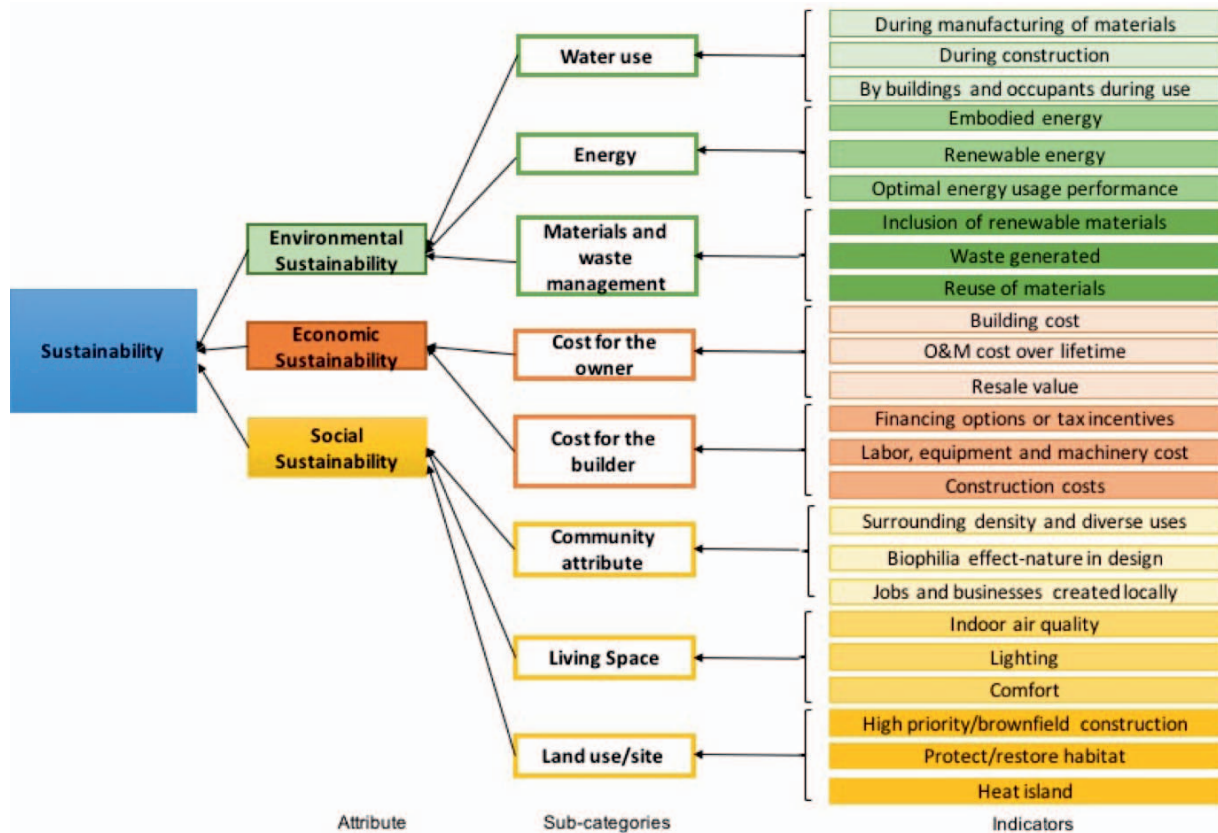 Sustainability
Environmental
Sustainability
Economic
Sustainability
Social
Sustainability
Water use
Energy
Materials and
waste
management
Cost for the
owner
Cost for the
builder
Community
attribute
Living Space
Land use/site
During manufacturing of materials
During construction
By buildings and occupants during use
Embodied energy
Renewable energy
Optimal energy usage performance
Inclusion of renewable materials
Waste generated
Reuse of materials
Building cost
O&M cost over lifetime
Resale value
Financing options or tax incentives
Labor, equipment and machinery cost
Construction costs
Surrounding density and diverse uses
Biophilia effect-nature in design
Jobs and businesses created locally
Indoor air quality
Lighting
Comfort
High priority/brownfield construction
Protect/restore habitat
Heat island
Attribute
Sub-categories
Indicators